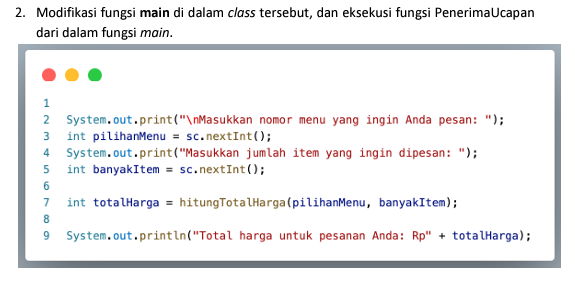 2. Modifikasi fungsi main di dalam class tersebut, dan eksekusi fungsi PenerimaUcapan
dari dalam fungsi main.
1
2 System.out.print("\nMasukkan nomor menu yang ingin Anda pesan: ");
3 int pilihanMenu = sc.nextInt();
4 System.out.print("Masukkan jumlah item yang ingin dipesan: ");
5 int banyakItem = sc.nextInt();
6
7 int totalHarga = hitungTotalHarga(pilihanMenu, banyakItem);
8
9 System.out.println("Total harga untuk pesanan Anda: Rp" + totalHarga);